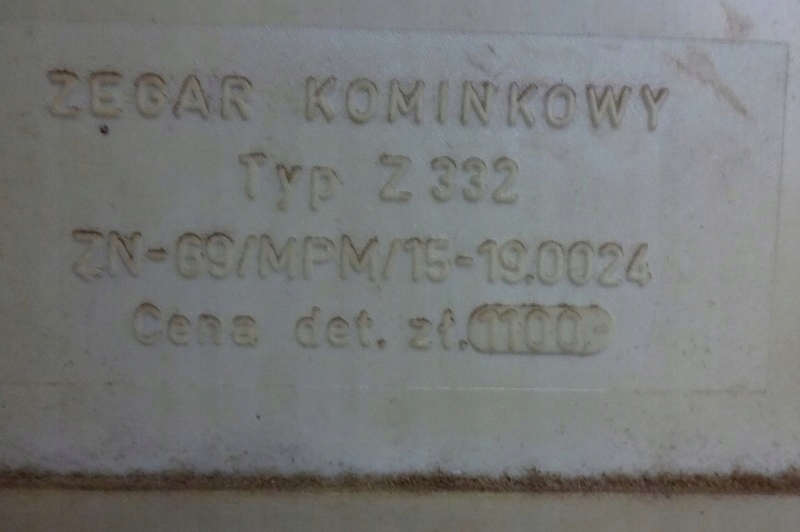 ZEGAR KOMINKOWY
Typ Z 332
ZN-69/MPM/15-19.0024
Cena det. zł. 1100,-